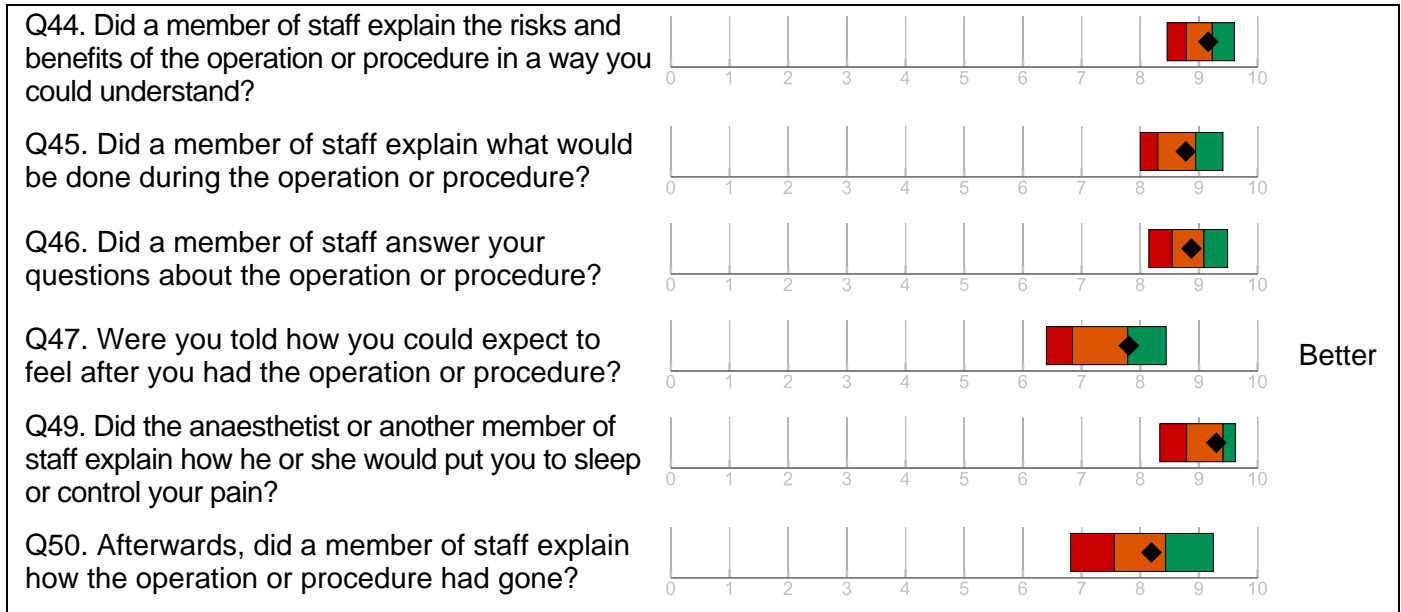 Q44. Did a member of staff explain the risks and
benefits of the operation or procedure in a way you
could understand?
0 1 2 3 4 5 6 7 8 9 10
Q45. Did a member of staff explain what would
be done during the operation or procedure?
0 1 2 3 4 5 6 7 8 9 10
Q46. Did a member of staff answer your
questions about the operation or procedure?
0 1 2 3 4 5 6 7 8 9 10
Q47. Were you told how you could expect to
feel after you had the operation or procedure?
0 1 2 3 4 5 6 7 8 9 10
Better
Q49. Did the anaesthetist or another member of
staff explain how he or she would put you to sleep
or control your pain?
0 1 2 3 4 5 6 7 8 9 10
Q50. Afterwards, did a member of staff explain
how the operation or procedure had gone?
0 1 2 3 4 5 6 7 8 9 10